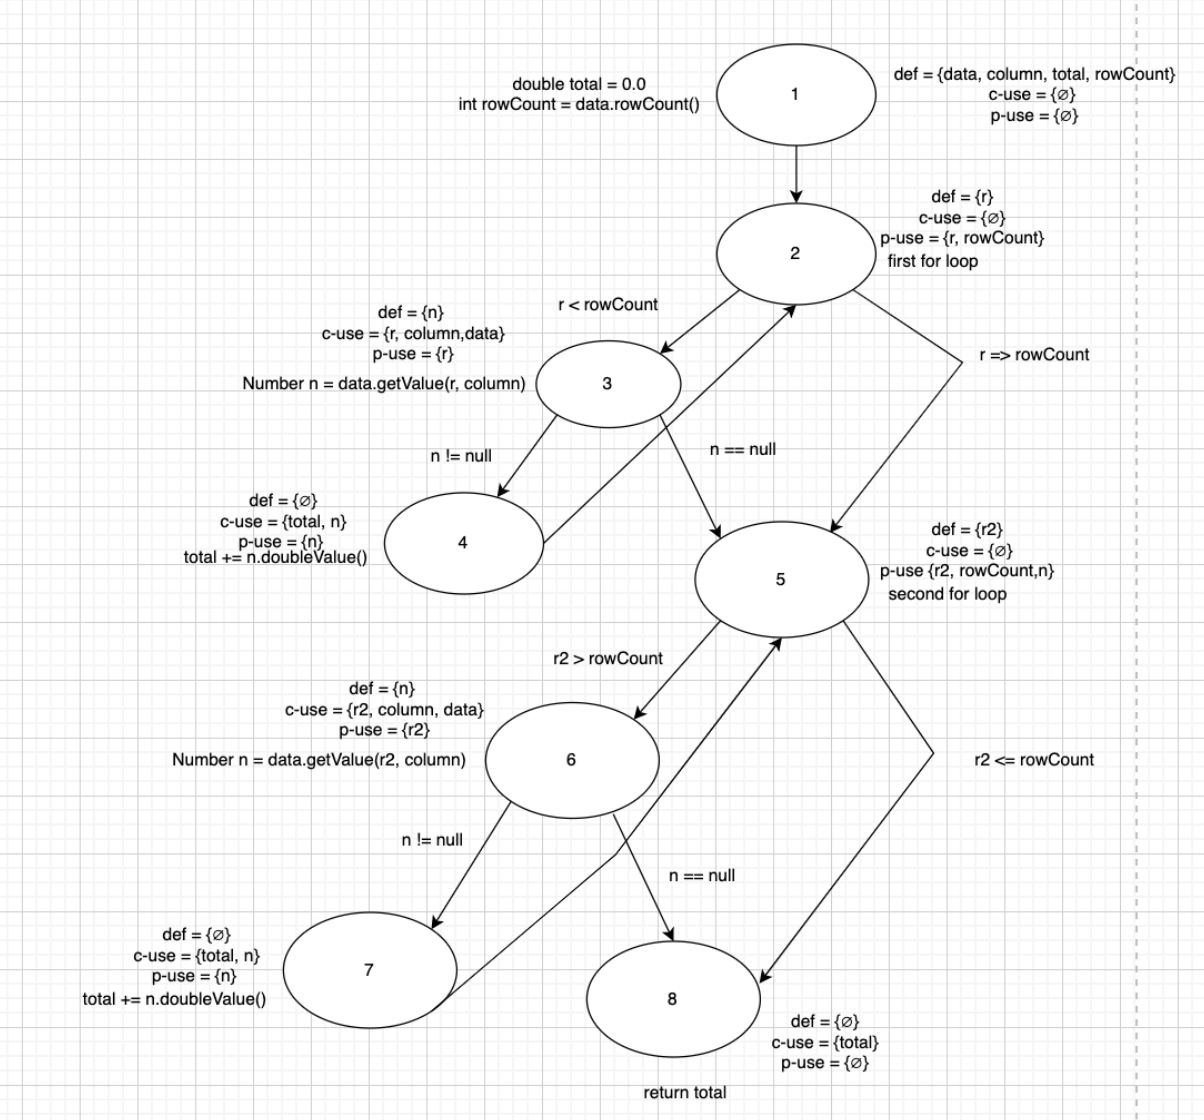 double total = 0.0
int rowCount = data.rowCount()
1
def = {data, column, total, rowCount}
c-use = {∅}
p-use = {∅}
def = {r}
c-use = {∅}
p-use = {r, rowCount}
first for loop
2
r < rowCount
r => rowCount
def = {n}
c-use = {r, column,data}
p-use = {r}
Number n = data.getValue(r, column)
3
n != null
n == null
def = {∅}
c-use = {total, n}
p-use = {n}
total += n.doubleValue()
4
def = {r2}
c-use = {∅}
p-use {r2, rowCount,n}
second for loop
5
r2 > rowCount
r2 <= rowCount
def = {n}
c-use = {r2, column, data}
p-use = {r2}
Number n = data.getValue(r2, column)
6
n != null
n == null
def = {∅}
c-use = {total, n}
p-use = {n}
total += n.doubleValue()
7
8
def = {∅}
c-use = {total}
p-use = {∅}
return total